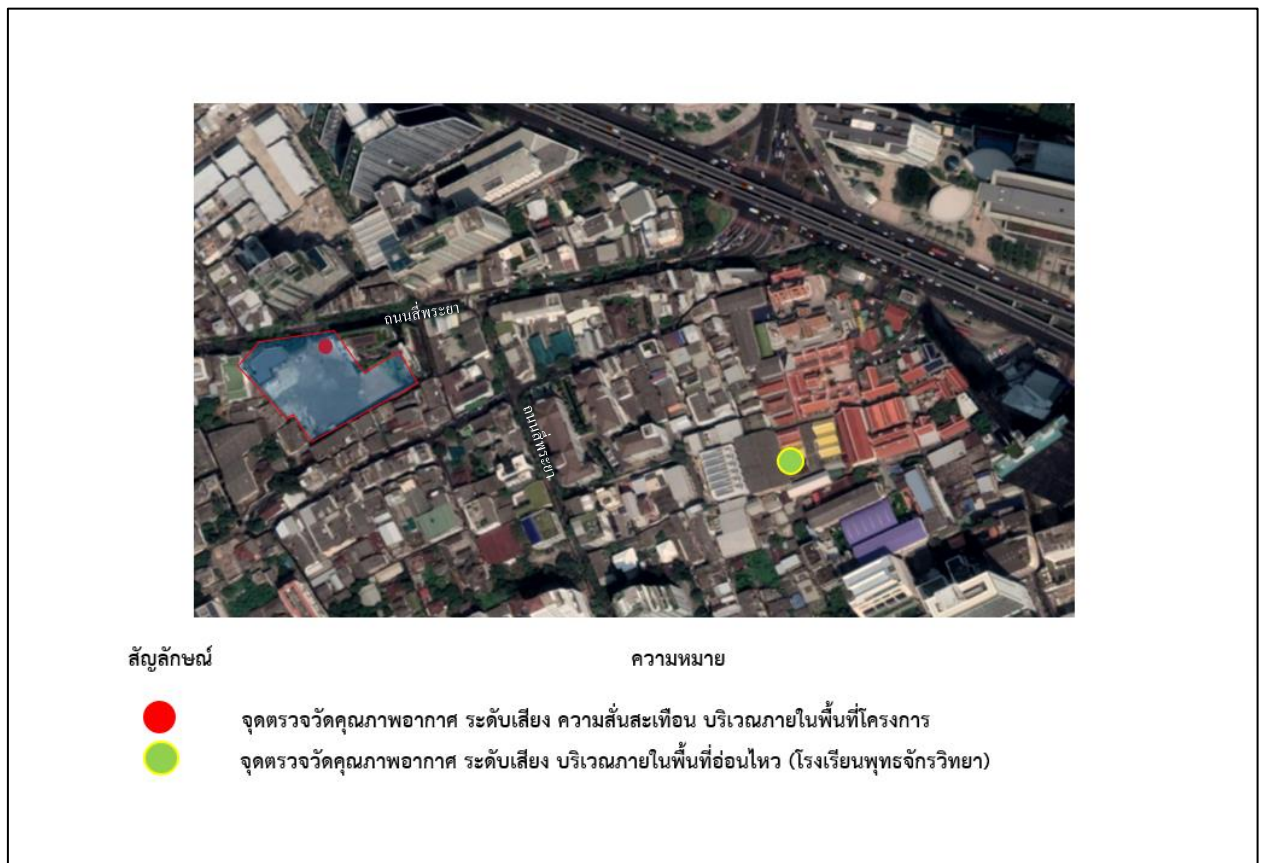 ถนนสี่พระยา
ถนนสี่พระยา
สัญลักษณ์ ความหมาย
จุดตรวจวัดคุณภาพอากาศ ระดับเสียง ความสั่นสะเทือน บริเวณภายในพื้นที่โครงการ
จุดตรวจวัดคุณภาพอากาศ ระดับเสียง บริเวณภายในพื้นที่อ่อนไหว (โรงเรียนพุทธจักรวิทยา)